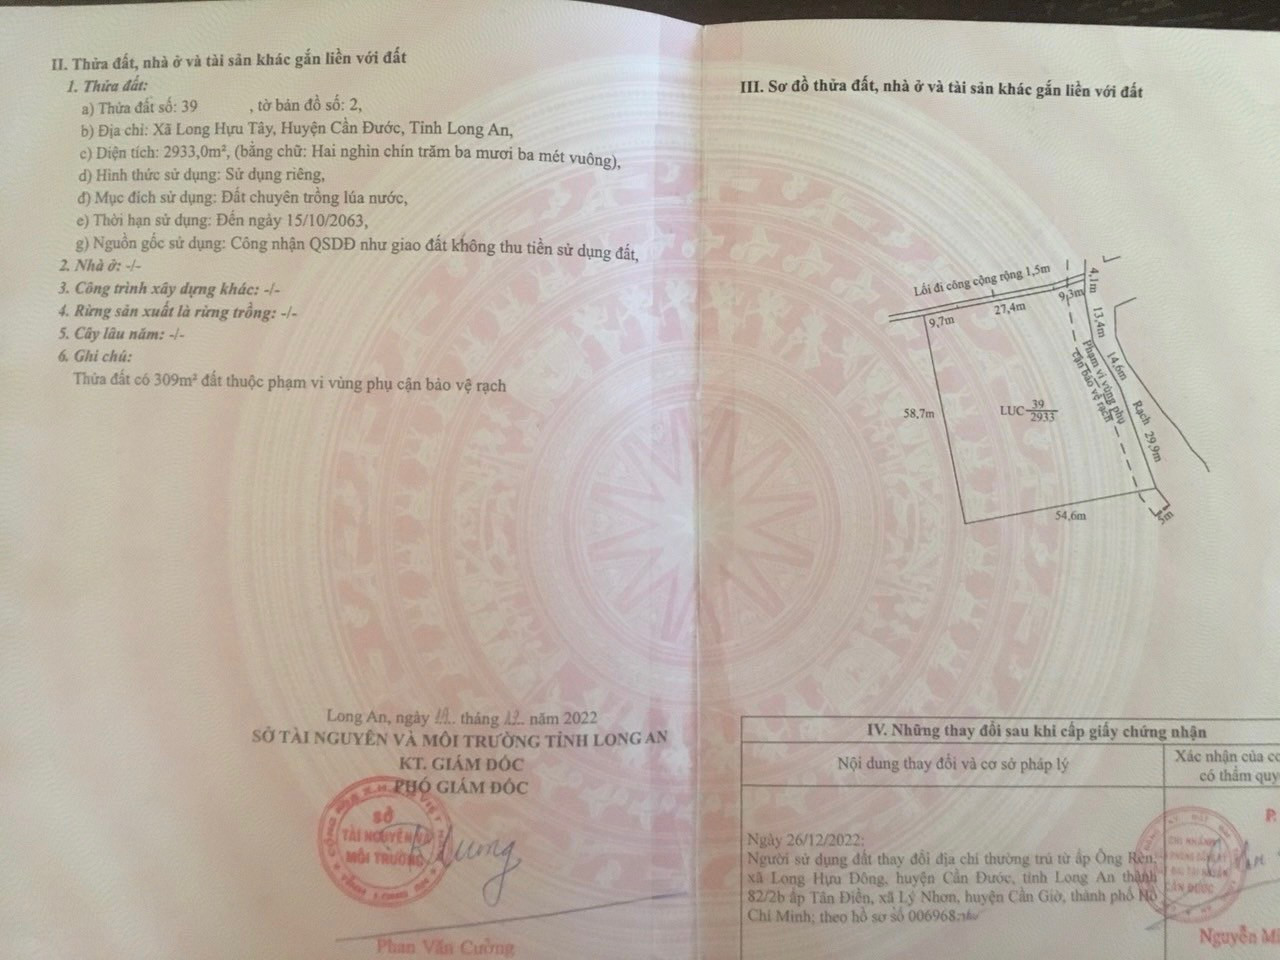 II. Thửa đất, nhà ở và tài sản khác gắn liền với đất
1. Thửa đất:
a) Thửa đất số: 39 , tờ bản đồ số: 2,
b) Địa chỉ: Xã Long Hựu Tây, Huyện Cần Đước, Tỉnh Long An,
c) Diện tích: 2933,0m², (bằng chữ: Hai nghìn chín trăm ba mươi ba mét vuông),
d) Hình thức sử dụng: Sử dụng riêng,
đ) Mục đích sử dụng: Đất chuyên trồng lúa nước,
e) Thời hạn sử dụng: Đến ngày 15/10/2063,
g) Nguồn gốc sử dụng: Công nhận QSDĐ như giao đất không thu tiền sử dụng đất,
2. Nhà ở: -/-
3. Công trình xây dựng khác: -/-
4. Rừng sản xuất là rừng trồng: -/-
5. Cây lâu năm: -/-
6. Ghi chú:
Thửa đất có 309m² đất thuộc phạm vi vùng phụ cận bảo vệ rạch
Long An, ngày tháng 12 năm 2022
SỞ TÀI NGUYÊN VÀ MÔI TRƯỜNG TỈNH LONG AN
KT. GIÁM ĐỐC
PHÓ GIÁM ĐỐC
SỞ
TÀI NGUYÊN VÀ
MÔI TRƯỜNG
Phan Văn Cường
III. Sơ đồ thửa đất, nhà ở và tài sản khác gắn liền với đất
Lối đi công cộng rộng 1,5m
9,7m
27,4m
9,3m
4,1m
13,4m
14,6m
Rạch
29,9m
Phạm vi vùng phụ
cận bảo vệ rạch
58,7m
LUC 39
2933
54,6m
IV. Những thay đổi sau khi cấp giấy chứng nhận
Nội dung thay đổi và cơ sở pháp lý
Xác nhận của cơ
có thẩm quy
Ngày 26/12/2022:
Người sử dụng đất thay đổi địa chỉ thường trú từ ấp Ông Rèn,
xã Long Hựu Đông, huyện Cần Đước, tỉnh Long An thành
82/2b ấp Tân Điền, xã Lý Nhơn, huyện Cần Giờ, thành phố Hồ
Chí Minh; theo hồ sơ số 006968
P.
CHI NHÁNH
CẦN ĐƯỚC
Nguyễn Mi